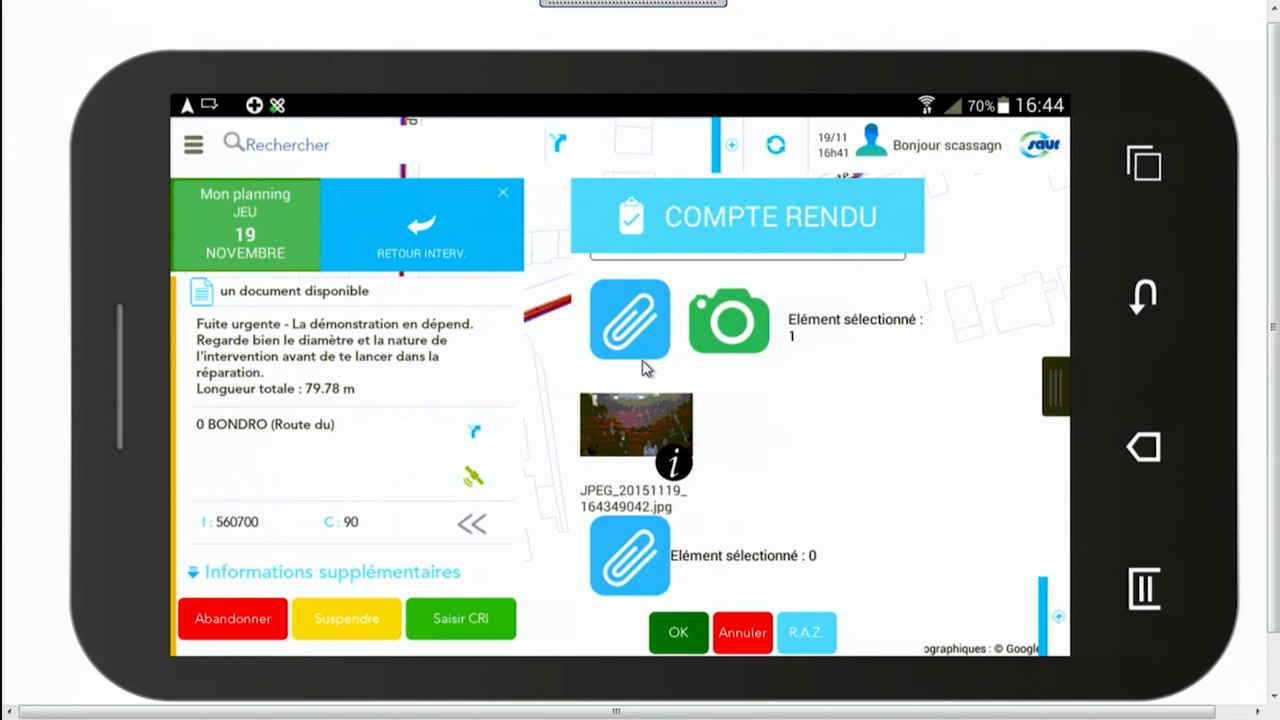 70% 16:44
Rechercher
19/11
16h41
Bonjour scassagn
saur
Mon planning
JEU
19
NOVEMBRE
RETOUR INTERV.
un document disponible
Fuite urgente - La démonstration en dépend.
Regarde bien le diamètre et la nature de
l'intervention avant de te lancer dans la
réparation.
Longueur totale : 79.78 m
0 BONDRO (Route du)
I : 560700 C : 90
Informations supplémentaires
Abandonner Suspendre Saisir CRI
COMPTE RENDU
Elément sélectionné :
1
JPEG_20151119_
164349042.jpg
Elément sélectionné : 0
OK Annuler R.A.Z.
ographiques : © Google